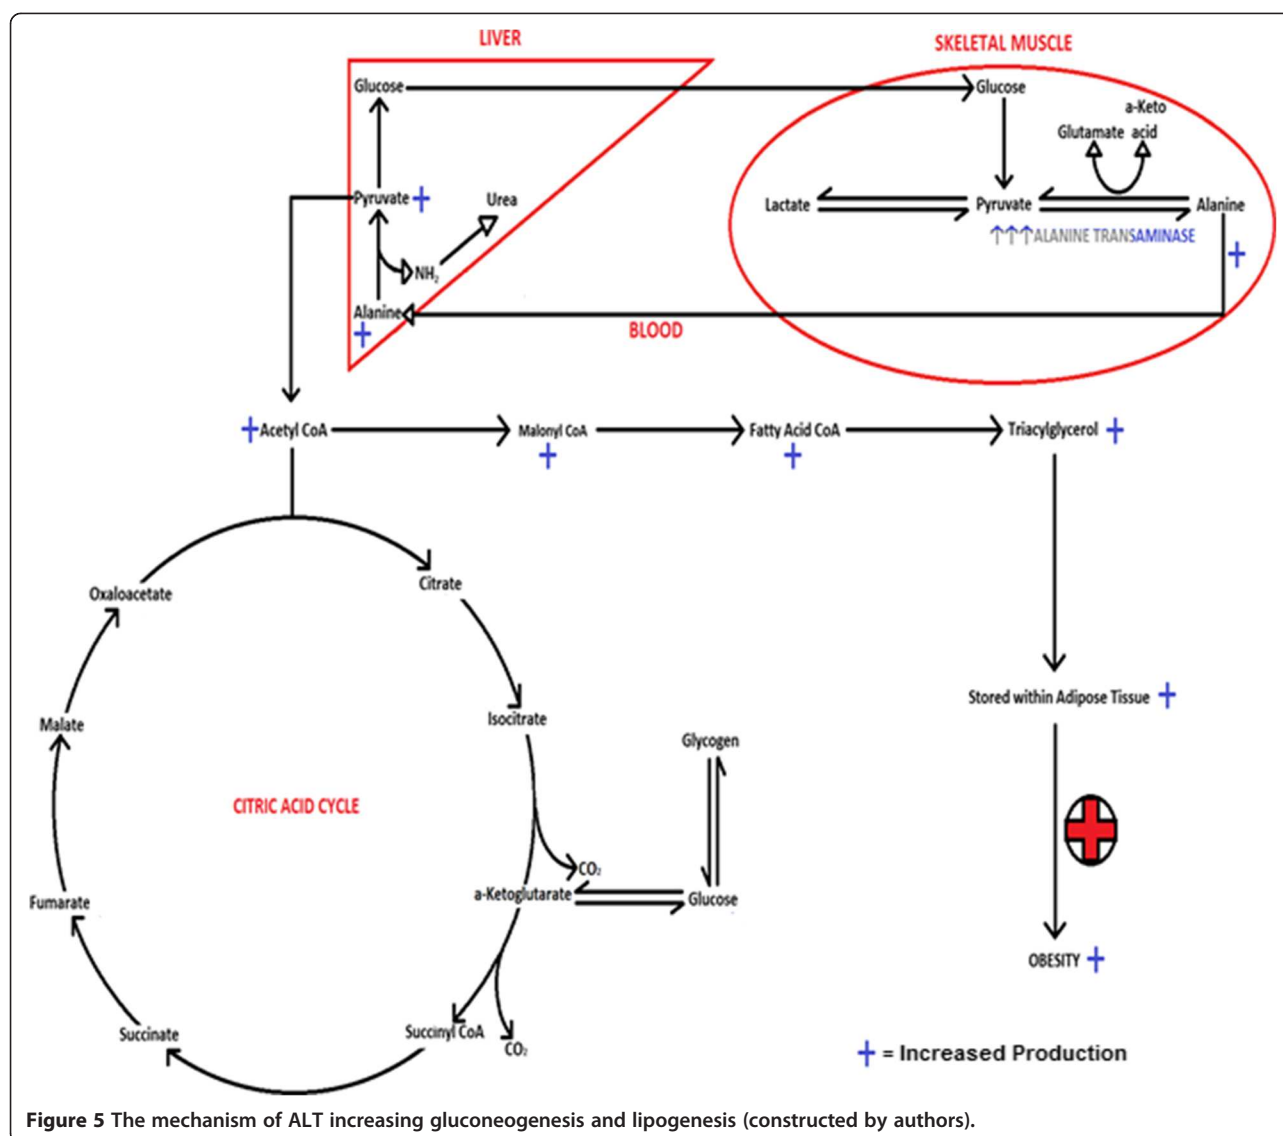 LIVER
SKELETAL MUSCLE
Glucose
Glucose
a-Keto
Glutamate acid
Pyruvate +
Urea
Lactate
Pyruvate
Alanine
↑↑↑ALANINE TRANSAMINASE
+
NH₂
Alanine
+
BLOOD
+ Acetyl CoA
Malonyl CoA
+
Fatty Acid CoA
+
Triacylglycerol +
Oxaloacetate
Citrate
Isocitrate
Malate
Stored within Adipose Tissue +
Glycogen
CITRIC ACID CYCLE
CO₂
a-Ketoglutarate
Glucose
Fumarate
OBESITY +
Succinate
Succinyl CoA
CO₂
+ = Increased Production
Figure 5 The mechanism of ALT increasing gluconeogenesis and lipogenesis (constructed by authors).